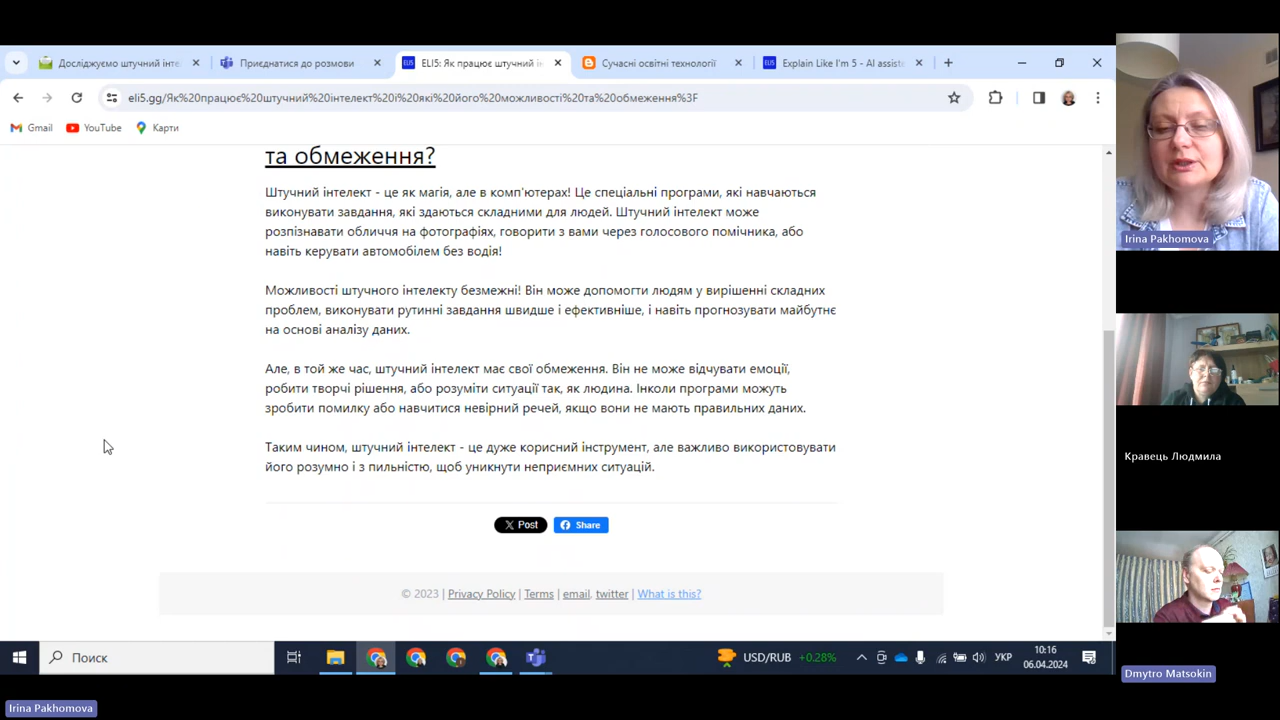 Досліджуємо штучний інте
Приєднатися до розмови
ELI5: Як працює штучний і
Сучасні освітні технології
Explain Like I'm 5 - AI assist
eli5.gg/Як%20працює%20штучний%20інтелект%20і%20які%20його%20можливості%20та%20обмеження%3F
Gmail
YouTube
Карти
та обмеження?
Штучний інтелект - це як магія, але в комп'ютерах! Це спеціальні програми, які навчаються
виконувати завдання, які здаються складними для людей. Штучний інтелект може
розпізнавати обличчя на фотографіях, говорити з вами через голосового помічника, або
навіть керувати автомобілем без водія!
Можливості штучного інтелекту безмежні! Він може допомогти людям у вирішенні складних
проблем, виконувати рутинні завдання швидше і ефективніше, і навіть прогнозувати майбутнє
на основі аналізу даних.
Але, в той же час, штучний інтелект має свої обмеження. Він не може відчувати емоції,
робити творчі рішення, або розуміти ситуації так, як людина. Інколи програми можуть
зробити помилку або навчитися невірний речей, якщо вони не мають правильних даних.
Таким чином, штучний інтелект - це дуже корисний інструмент, але важливо використовувати
його розумно і з пильністю, щоб уникнути неприємних ситуацій.
Post
Share
© 2023 | Privacy Policy | Terms | email, twitter | What is this?
Поиск
USD/RUB +0.28%
УКР
10:16
06.04.2024
Irina Pakhomova
Кравець Людмила
Dmytro Matsokin
Irina Pakhomova